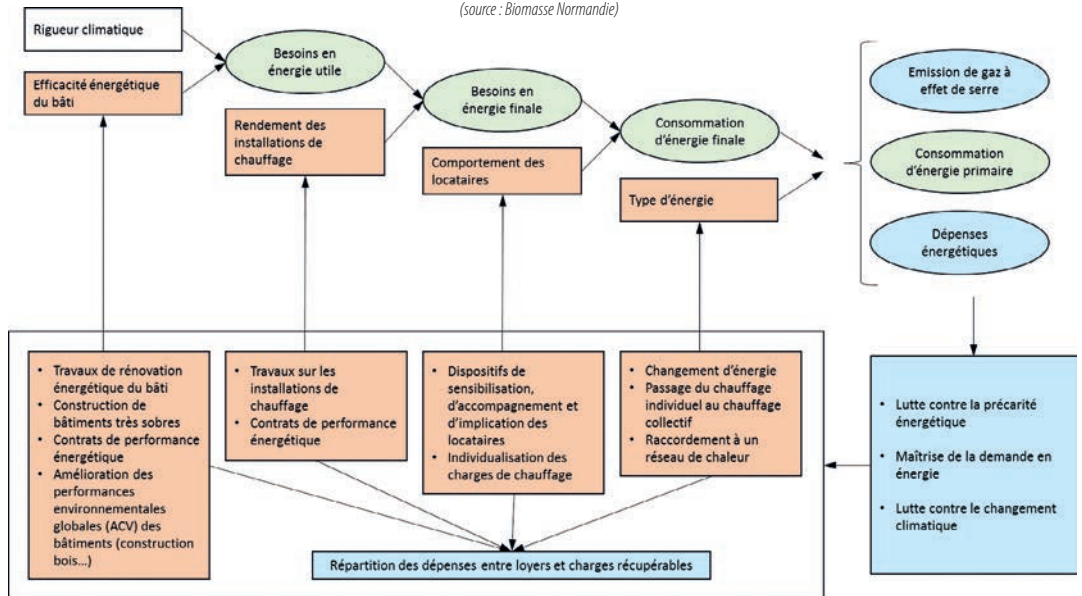 (source : Biomasse Normandie)
Rigueur climatique
Efficacité énergétique
du bâti
Besoins en
énergie utile
Rendement des
installations de
chauffage
Besoins en
énergie finale
Comportement des
locataires
Consommation
d'énergie finale
Type d'énergie
Emission de gaz à
effet de serre
Consommation
d'énergie primaire
Dépenses
énergétiques
• Travaux de rénovation
énergétique du bâti
• Construction de
bâtiments très sobres
• Contrats de performance
énergétique
• Amélioration des
performances
environnementales
globales (ACV) des
bâtiments (construction
bois…)
• Travaux sur les
installations de
chauffage
• Contrats de performance
énergétique
• Dispositifs de
sensibilisation,
d'accompagnement et
d'implication des
locataires
• Individualisation des
charges de chauffage
• Changement d'énergie
• Passage du chauffage
individuel au chauffage
collectif
• Raccordement à un
réseau de chaleur
• Lutte contre la précarité
énergétique
• Maîtrise de la demande en
énergie
• Lutte contre le changement
climatique
Répartition des dépenses entre loyers et charges récupérables